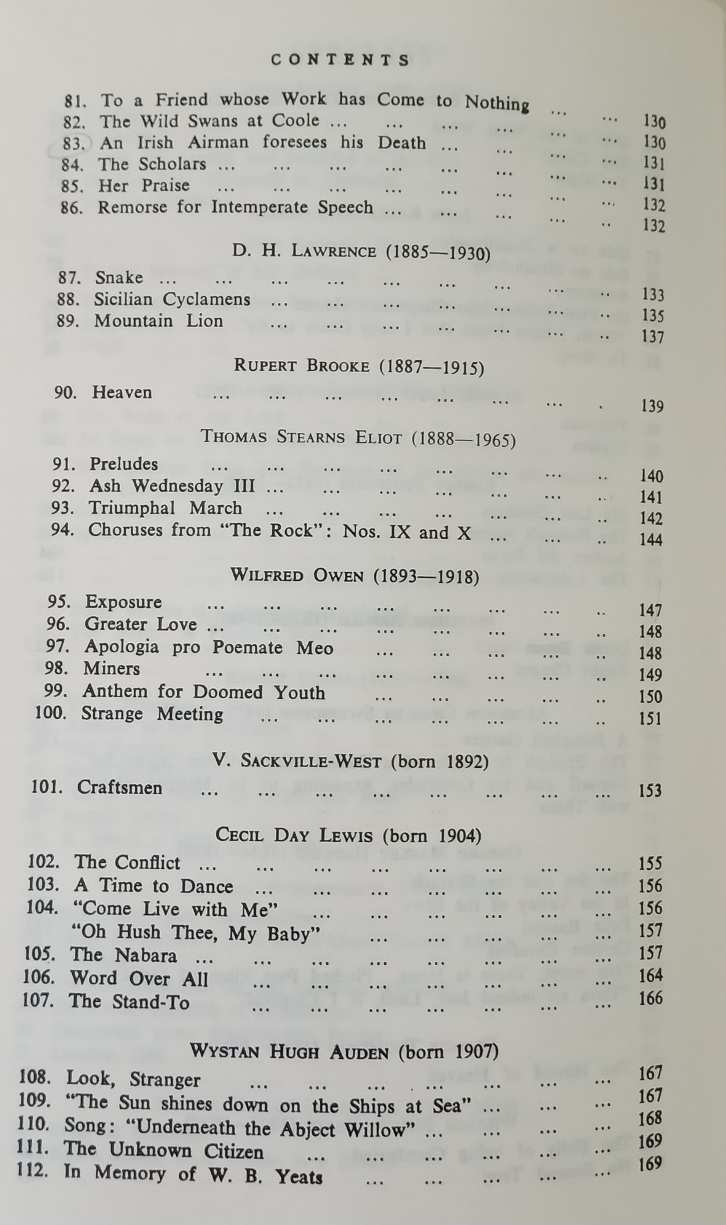 CONTENTS
81. To a Friend whose Work has Come to Nothing ... ... 130
82. The Wild Swans at Coole ... ... ... ... ... ... 130
83. An Irish Airman foresees his Death ... ... ... ... 131
84. The Scholars ... ... ... ... ... ... ... ... 131
85. Her Praise ... ... ... ... ... ... ... ... 132
86. Remorse for Intemperate Speech ... ... ... ... .. 132
D. H. LAWRENCE (1885—1930)
87. Snake ... ... ... ... ... ... ... ... .. 133
88. Sicilian Cyclamens ... ... ... ... ... ... .. 135
89. Mountain Lion ... ... ... ... ... ... .. 137
RUPERT BROOKE (1887—1915)
90. Heaven ... ... ... ... ... ... ... . 139
THOMAS STEARNS ELIOT (1888—1965)
91. Preludes ... ... ... ... ... ... ... .. 140
92. Ash Wednesday III ... ... ... ... ... ... .. 141
93. Triumphal March ... ... ... ... ... ... .. 142
94. Choruses from "The Rock": Nos. IX and X ... ... .. 144
WILFRED OWEN (1893—1918)
95. Exposure ... ... ... ... ... ... ... .. 147
96. Greater Love ... ... ... ... ... ... ... .. 148
97. Apologia pro Poemate Meo ... ... ... ... .. 148
98. Miners ... ... ... ... ... ... ... .. 149
99. Anthem for Doomed Youth ... ... ... ... .. 150
100. Strange Meeting ... ... ... ... ... ... .. 151
V. SACKVILLE-WEST (born 1892)
101. Craftsmen ... ... ... ... ... ... ... ... 153
CECIL DAY LEWIS (born 1904)
102. The Conflict ... ... ... ... ... ... ... ... 155
103. A Time to Dance ... ... ... ... ... ... ... 156
104. "Come Live with Me" ... ... ... ... ... ... 156
"Oh Hush Thee, My Baby" ... ... ... ... ... 157
105. The Nabara ... ... ... ... ... ... ... ... 157
106. Word Over All ... ... ... ... ... ... ... 164
107. The Stand-To ... ... ... ... ... ... ... 166
WYSTAN HUGH AUDEN (born 1907)
108. Look, Stranger ... ... ... ... ... ... ... 167
109. "The Sun shines down on the Ships at Sea" ... ... ... 167
110. Song: "Underneath the Abject Willow" ... ... ... ... 168
111. The Unknown Citizen ... ... ... ... ... ... 169
112. In Memory of W. B. Yeats ... ... ... ... ... 169